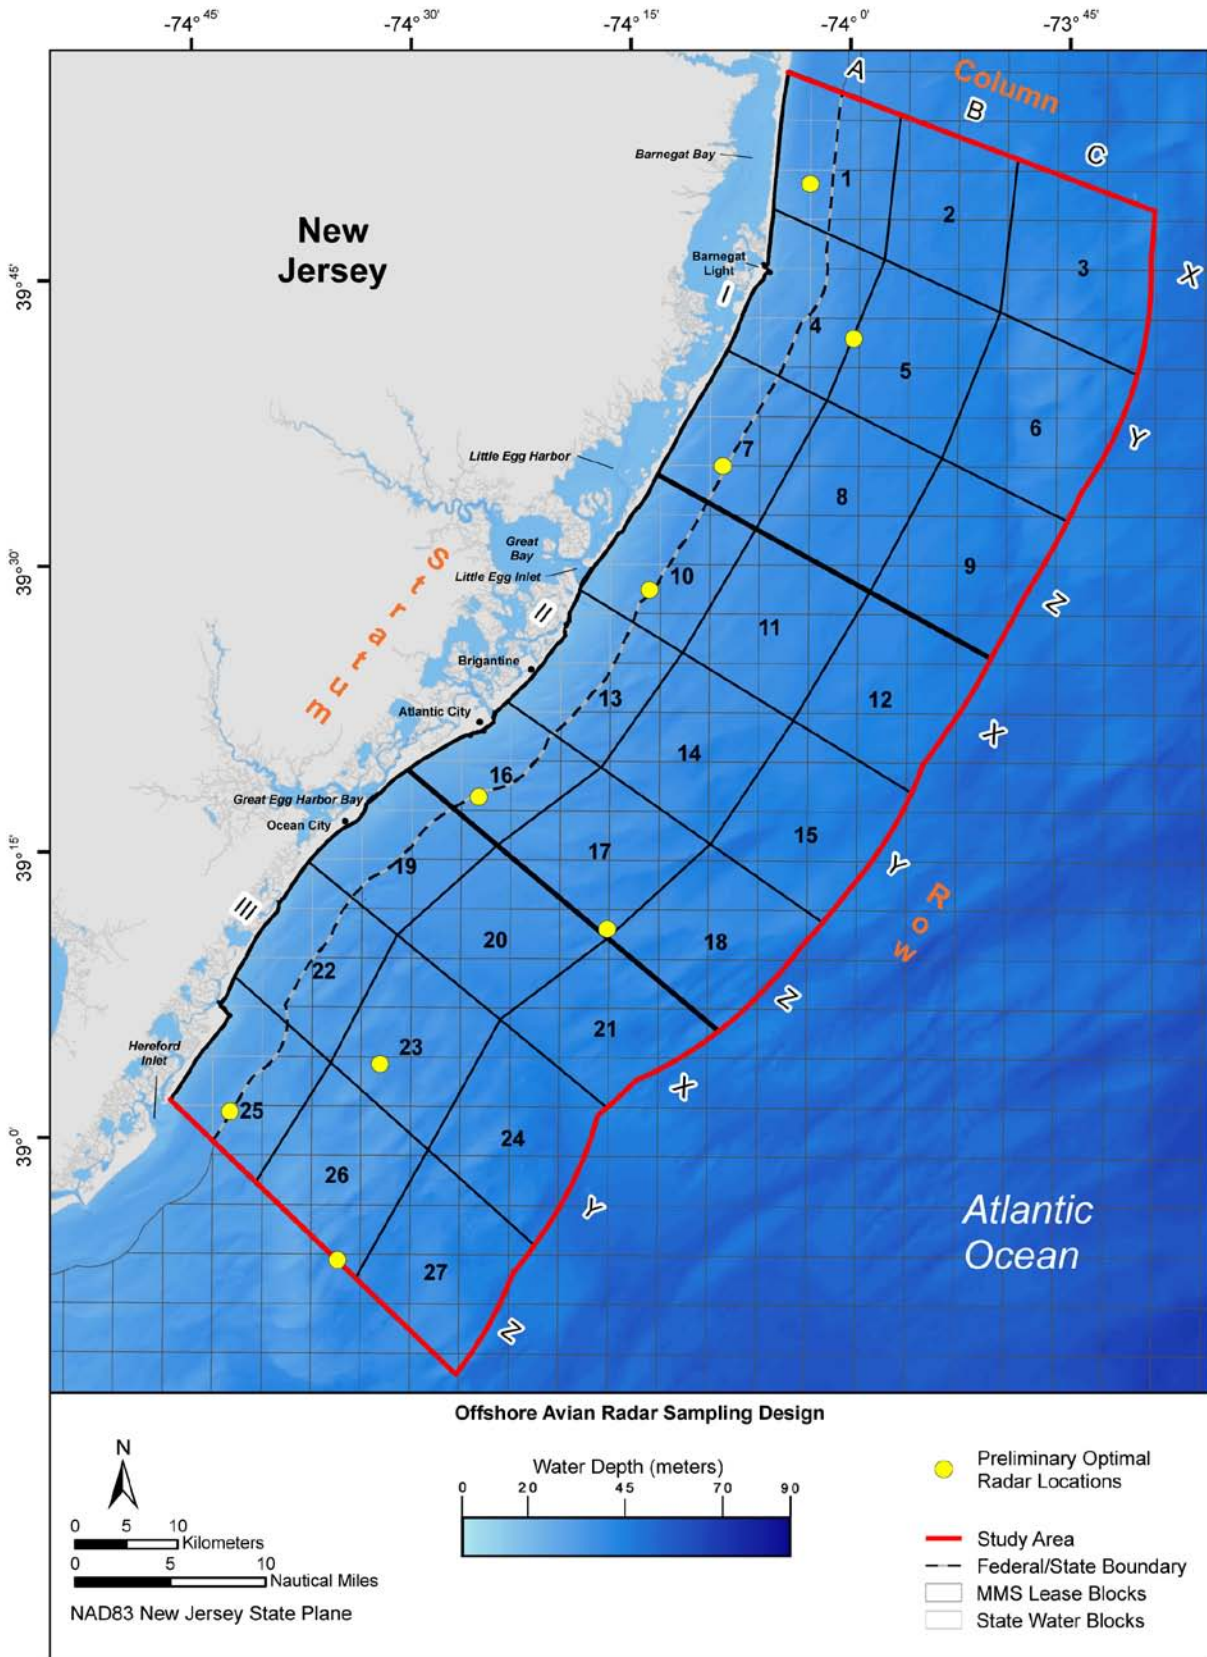 -74° 45'
-74° 30'
-74° 15'
-74° 0'
-73° 45'
A
Column
B
C
Barnegat Bay
1
2
New
Jersey
39° 45'
Barnegat
Light
3
X
I
4
5
6
Y
Little Egg Harbor
7
8
39° 30'
Stratum
Great
Bay
Little Egg Inlet
10
9
II
11
Z
Brigantine
13
12
Atlantic City
14
X
16
Great Egg Harbor Bay
Ocean City
39° 15'
19
17
15
Y
Row
III
20
18
22
Z
21
Hereford
Inlet
23
X
25
39° 0'
24
26
Y
Atlantic
Ocean
27
Z
Offshore Avian Radar Sampling Design
N
0 5 10
Kilometers
0 5 10
Nautical Miles
NAD83 New Jersey State Plane
Water Depth (meters)
0 20 45 70 90
Preliminary Optimal
Radar Locations
Study Area
Federal/State Boundary
MMS Lease Blocks
State Water Blocks